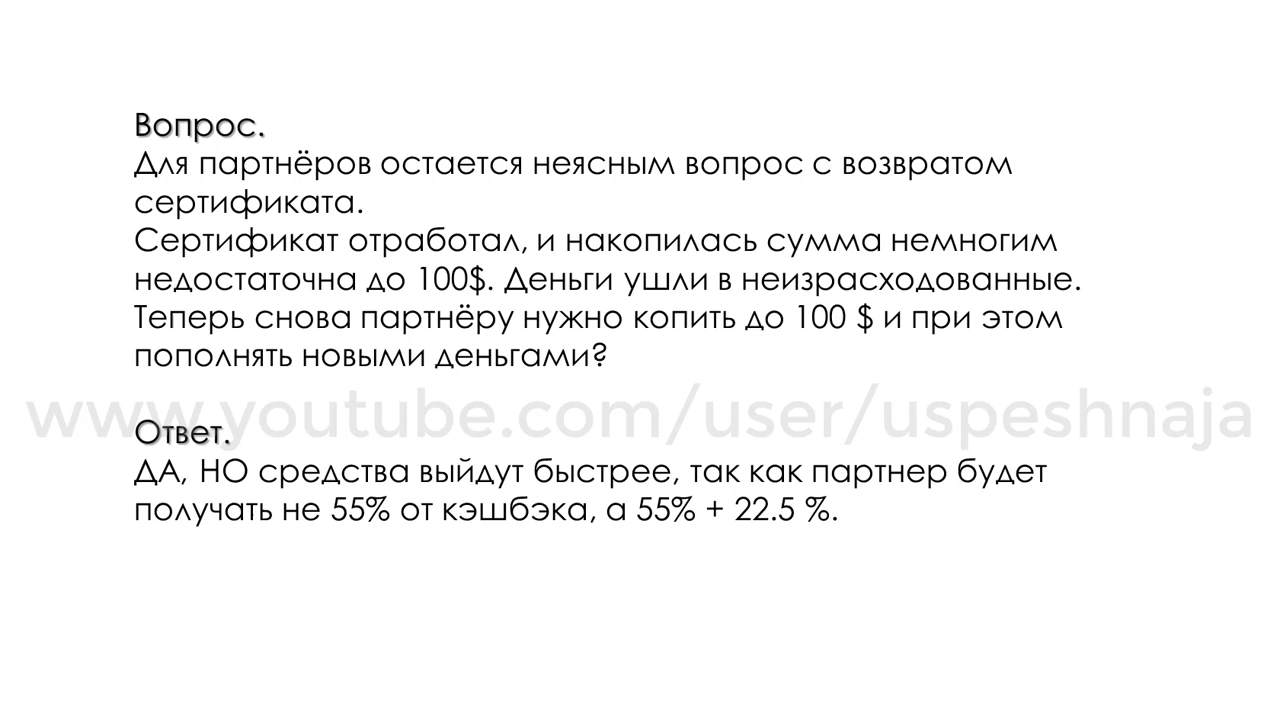 Вопрос.
Для партнёров остается неясным вопрос с возвратом
сертификата.
Сертификат отработал, и накопилась сумма немногим
недостаточна до 100$. Деньги ушли в неизрасходованные.
Теперь снова партнёру нужно копить до 100 $ и при этом
пополнять новыми деньгами?
www.youtube.com/user/uspeshnaja
Ответ.
ДА, НО средства выйдут быстрее, так как партнер будет
получать не 55% от кэшбэка, а 55% + 22.5 %.